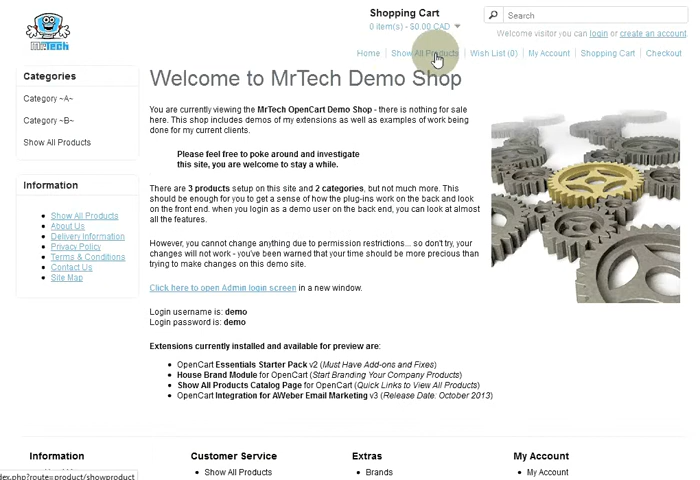 Shopping Cart
0 item(s) - $0.00 CAD
Search
Welcome visitor you can login or create an account.
Home
Show All Products
Wish List (0)
My Account
Shopping Cart
Checkout
MrTech
Categories
Category ~A~
Category ~B~
Show All Products
Information
Show All Products
About Us
Delivery Information
Privacy Policy
Terms & Conditions
Contact Us
Site Map
Welcome to MrTech Demo Shop
You are currently viewing the MrTech OpenCart Demo Shop - there is nothing for sale
here. This shop includes demos of my extensions as well as examples of work being
done for my current clients.
Please feel free to poke around and investigate
this site, you are welcome to stay a while.
There are 3 products setup on this site and 2 categories, but not much more. This
should be enough for you to get a sense of how the plug-ins work on the back and look
on the front end. when you login as a demo user on the back end, you can look at almost
all the features.
However, you cannot change anything due to permission restrictions... so don't try, your
changes will not work - you've been warned that your time should be more precious than
trying to make changes on this demo site.
Click here to open Admin login screen in a new window.
Login username is: demo
Login password is: demo
Extensions currently installed and available for preview are:
OpenCart Essentials Starter Pack v2 (Must Have Add-ons and Fixes)
House Brand Module for OpenCart (Start Branding Your Company Products)
Show All Products Catalog Page for OpenCart (Quick Links to View All Products)
OpenCart Integration for AWeber Email Marketing v3 (Release Date: October 2013)
Information
Customer Service
Extras
My Account
Show All Products
Brands
My Account
dex.php?route=product/showproduct